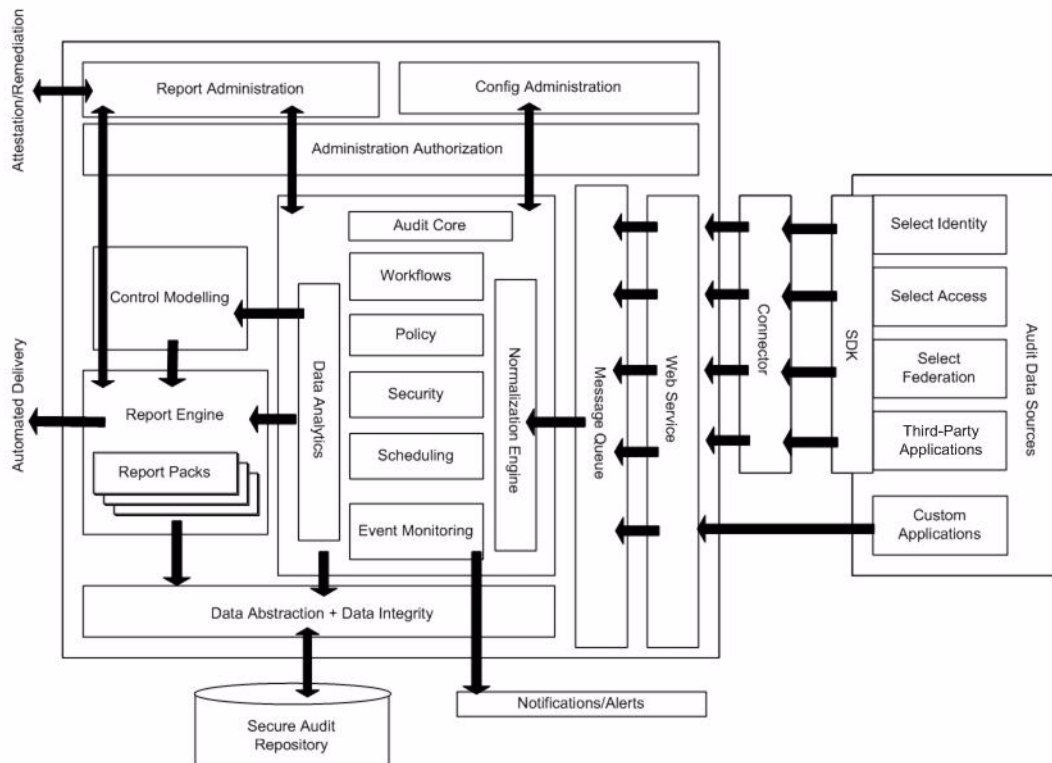 Attestation/Remediation
Report Administration
Config Administration
Administration Authorization
Audit Core
Workflows
Policy
Security
Scheduling
Event Monitoring
Control Modelling
Data Analytics
Normalization Engine
Message Queue
Web Service
Connector
SDK
Select Identity
Select Access
Select
Federation
Third-Party
Applications
Custom
Applications
Audit Data Sources
Automated Delivery
Report Engine
Report Packs
Data Abstraction + Data Integrity
Secure Audit
Repository
Notifications/Alerts